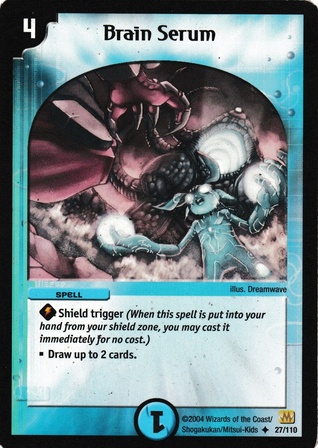 4
Brain Serum
illus. Dreamwave
SPELL
Shield trigger (When this spell is put into your
hand from your shield zone, you may cast it
immediately for no cost.)
▪ Draw up to 2 cards.
1
©2004 Wizards of the Coast/
Shogakukan/Mitsui-Kids ♦ 27/110